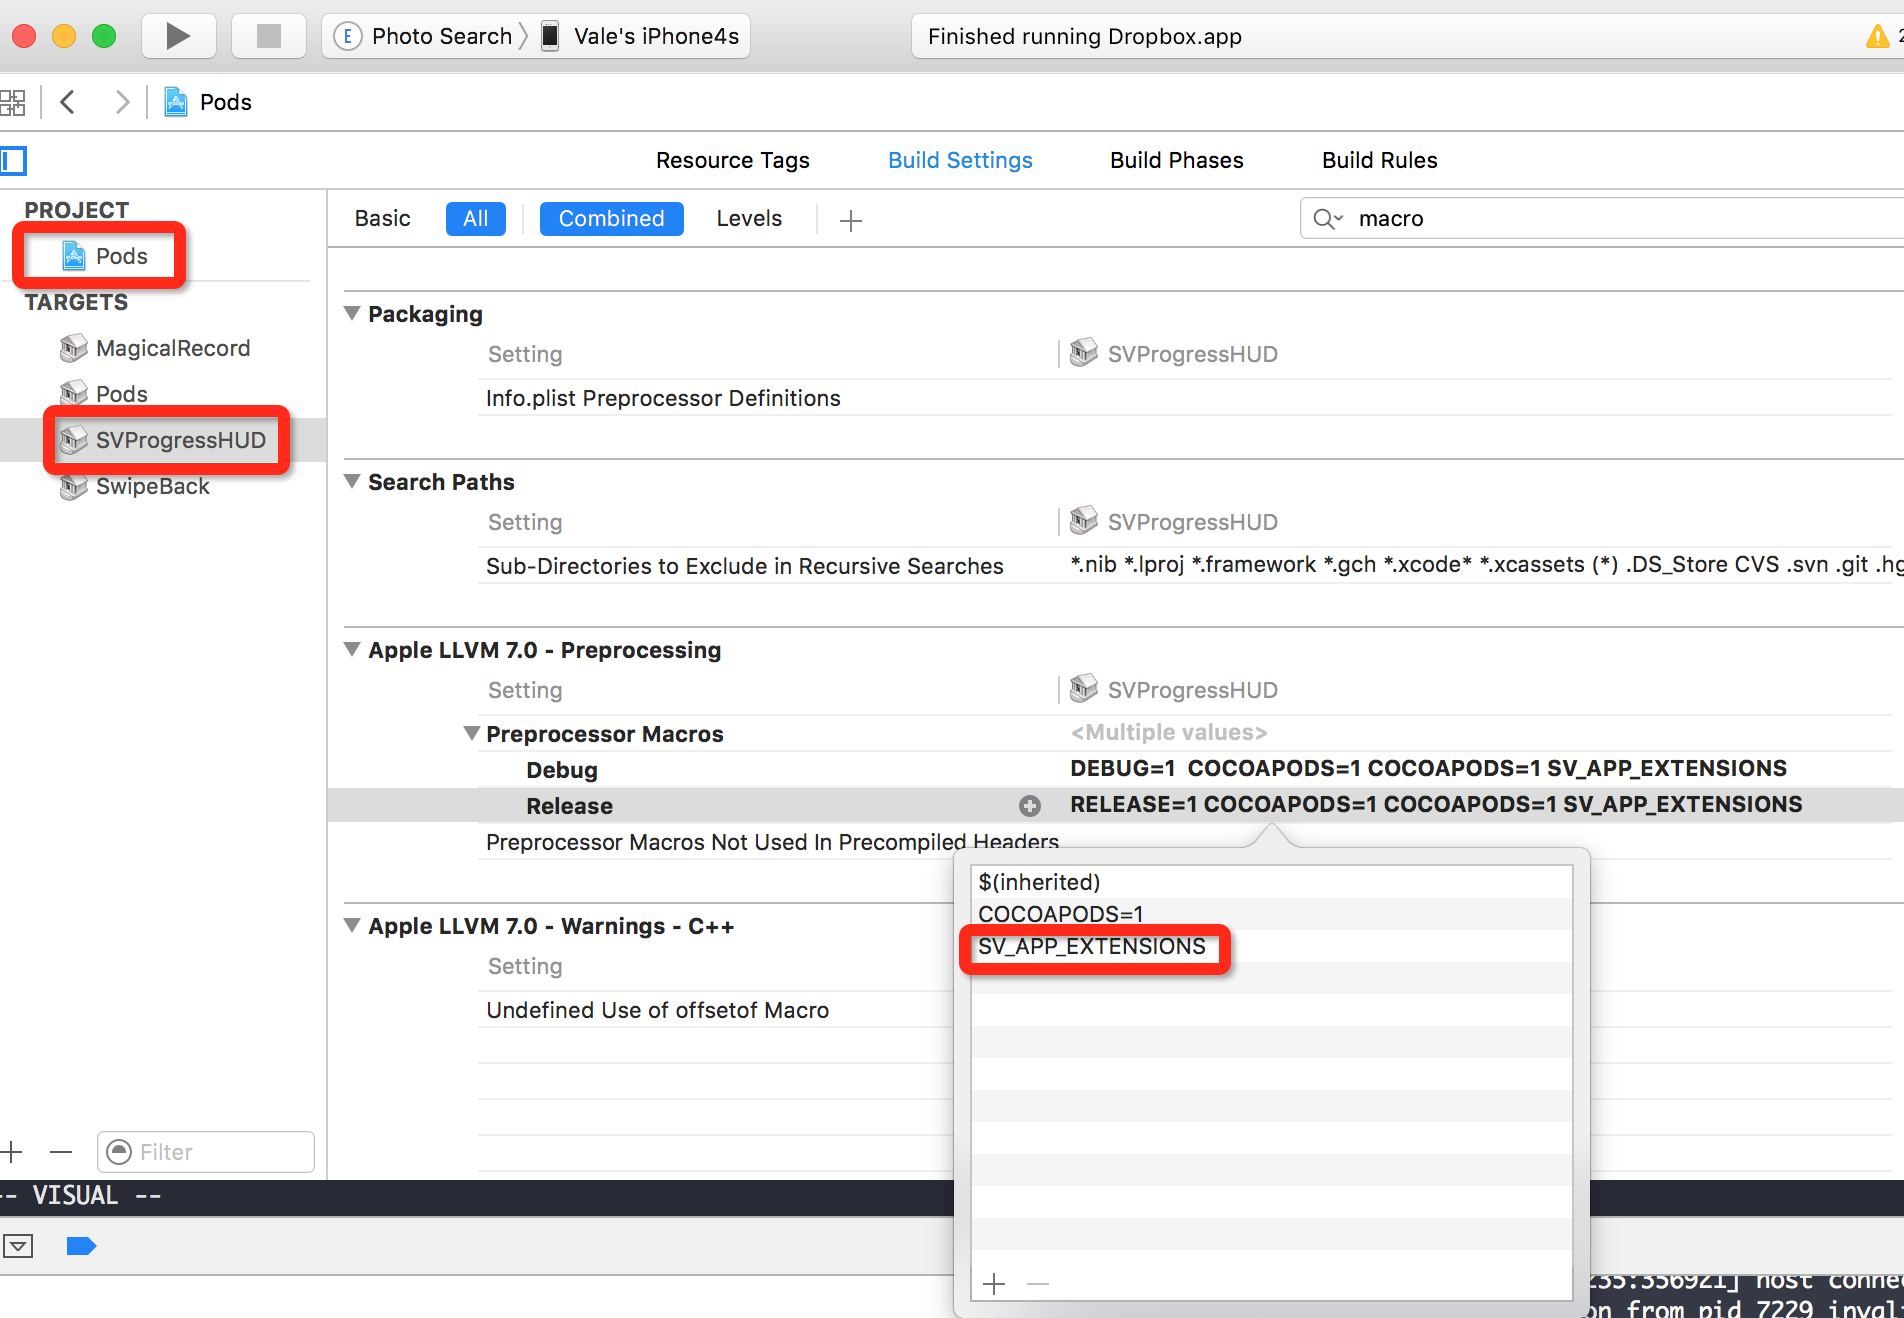 E Photo Search Vale's iPhone4s Finished running Dropbox.app 2
Pods
Resource Tags Build Settings Build Phases Build Rules
PROJECT
Basic All Combined Levels macro
Pods
TARGETS
MagicalRecord
Pods
SVProgressHUD
SwipeBack
Packaging
Setting SVProgressHUD
Info.plist Preprocessor Definitions
Search Paths
Setting SVProgressHUD
Sub-Directories to Exclude in Recursive Searches *.nib *.lproj *.framework *.gch *.xcode* *.xcassets (*) .DS_Store CVS .svn .git .hg
Apple LLVM 7.0 - Preprocessing
Setting SVProgressHUD
Preprocessor Macros <Multiple values>
Debug DEBUG=1 COCOAPODS=1 COCOAPODS=1 SV_APP_EXTENSIONS
Release RELEASE=1 COCOAPODS=1 COCOAPODS=1 SV_APP_EXTENSIONS
Preprocessor Macros Not Used In Precompiled Headers
$(inherited)
COCOAPODS=1
SV_APP_EXTENSIONS
Apple LLVM 7.0 - Warnings - C++
Setting
Undefined Use of offsetof Macro
Filter
-- VISUAL --
235:356921] host conne
on from pid 7229 invali